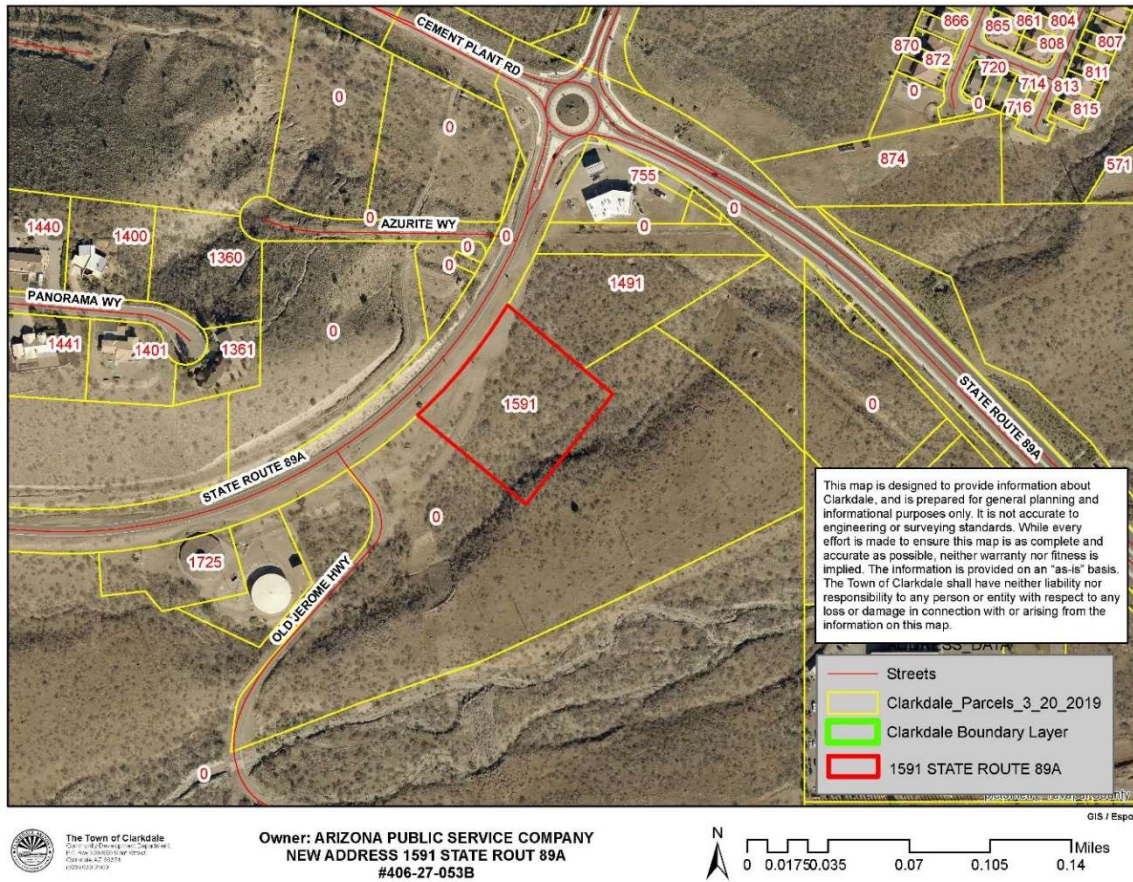 CEMENT PLANT RD
866
865
861
804
870
872
808
807
720
714
813
811
0
0
716
815
0
0
874
571
755
0
0
AZURITE WY
0
0
0
0
1440
1400
1360
1491
PANORAMA WY
0
1441
1401
1361
1591
0
STATE ROUTE 89A
STATE ROUTE 89A
0
1725
OLD JEROME HWY
0
This map is designed to provide information about
Clarkdale, and is prepared for general planning and
informational purposes only. It is not accurate to
engineering or surveying standards. While every
effort is made to ensure this map is as complete and
accurate as possible, neither warranty nor fitness is
implied. The information is provided on an "as-is" basis.
The Town of Clarkdale shall have neither liability nor
responsibility to any person or entity with respect to any
loss or damage in connection with or arising from the
information on this map.
Streets
Clarkdale_Parcels_3_20_2019
Clarkdale Boundary Layer
1591 STATE ROUTE 89A
GIS / Espo
The Town of Clarkdale
Community Development Department
Owner: ARIZONA PUBLIC SERVICE COMPANY
NEW ADDRESS 1591 STATE ROUT 89A
#406-27-053B
N
Miles
0 0.01750.035 0.07 0.105 0.14